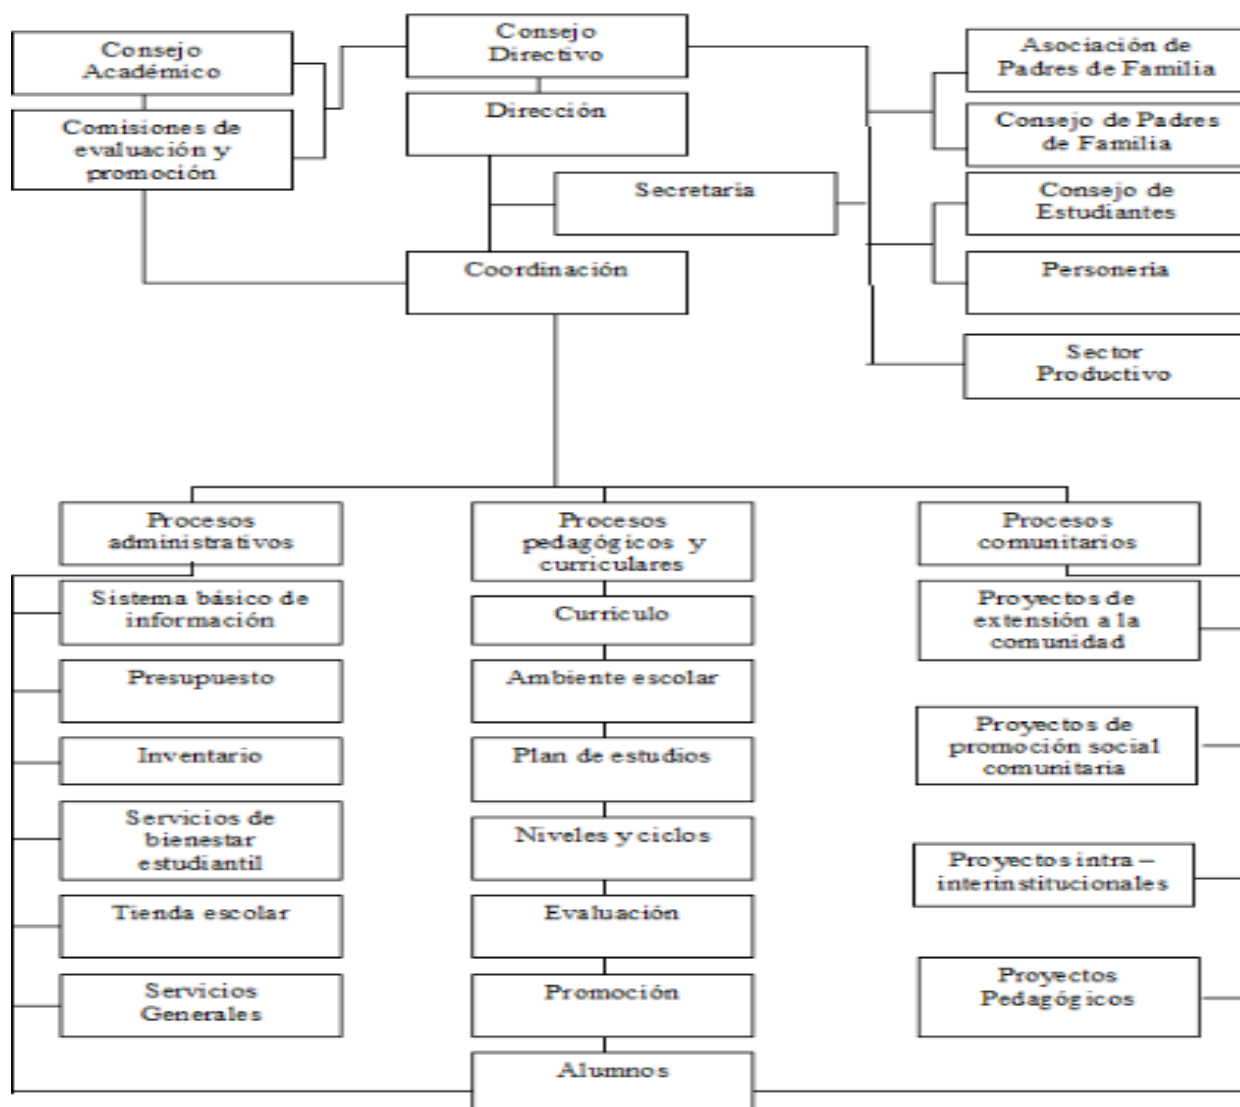 Consejo
Académico
Comisiones de
evaluación y
promoción
Consejo
Directivo
Dirección
Secretaria
Coordinación
Asociación de
Padres de Familia
Consejo de Padres
de Familia
Consejo de
Estudiantes
Personería
Sector
Productivo
Procesos
administrativos
Sistema básico de
información
Presupuesto
Inventario
Servicios de
bienestar
estudiantil
Tienda escolar
Servicios
Generales
Procesos
pedagógicos y
curriculares
Currículo
Ambiente escolar
Plan de estudios
Niveles y ciclos
Evaluación
Promoción
Alumnos
Procesos
comunitarios
Proyectos de
extensión a la
comunidad
Proyectos de
promoción social
comunitaria
Proyectos intra –
interinstitucionales
Proyectos
Pedagógicos